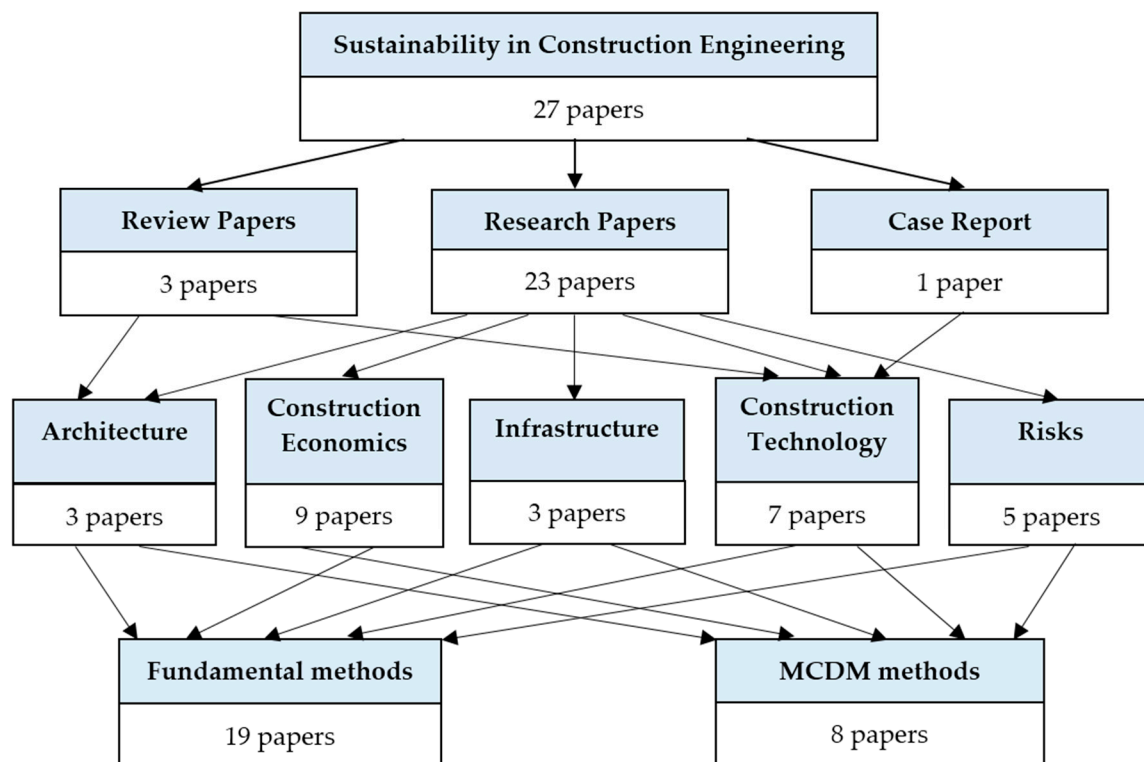 Sustainability in Construction Engineering
27 papers
Review Papers
3 papers
Research Papers
23 papers
Case Report
1 paper
Architecture
3 papers
Construction
Economics
9 papers
Infrastructure
3 papers
Construction
Technology
7 papers
Risks
5 papers
Fundamental methods
19 papers
MCDM methods
8 papers